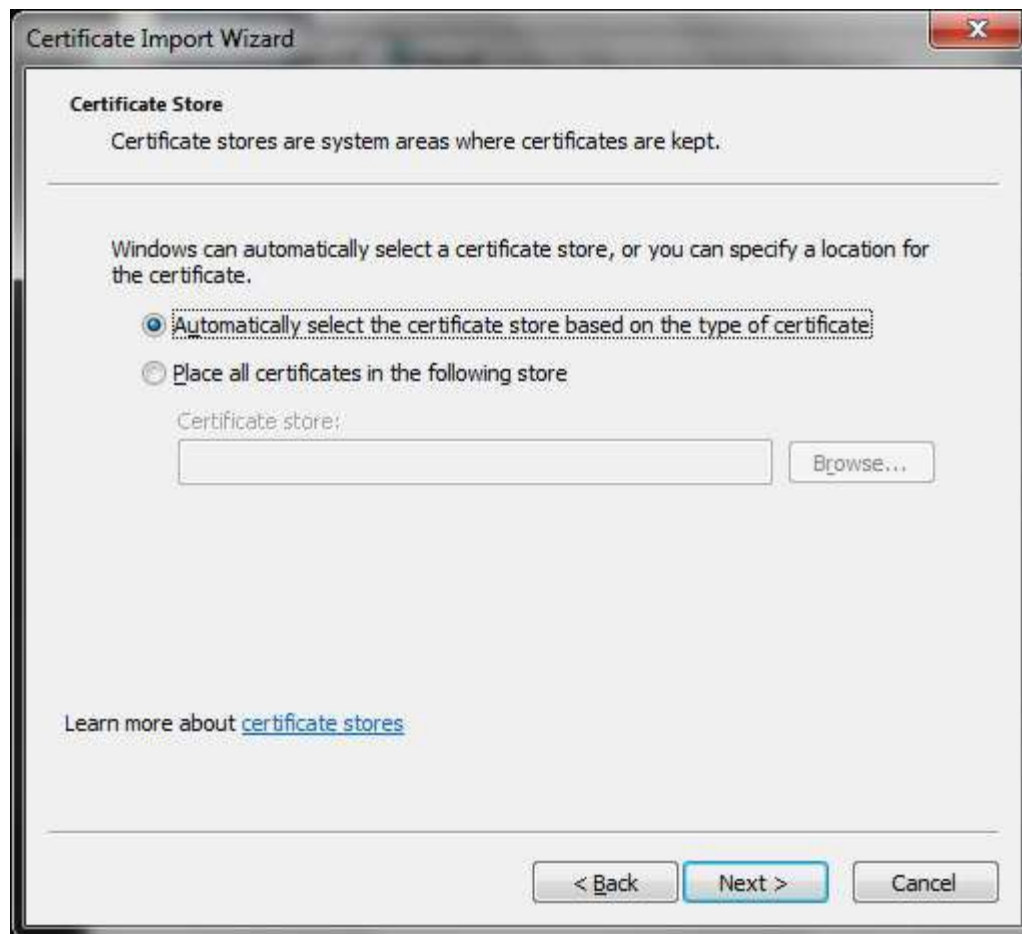 Certificate Import Wizard
Certificate Store
Certificate stores are system areas where certificates are kept.
Windows can automatically select a certificate store, or you can specify a location for
the certificate.
Automatically select the certificate store based on the type of certificate
Place all certificates in the following store
Certificate store:
Browse...
Learn more about certificate stores
< Back Next > Cancel